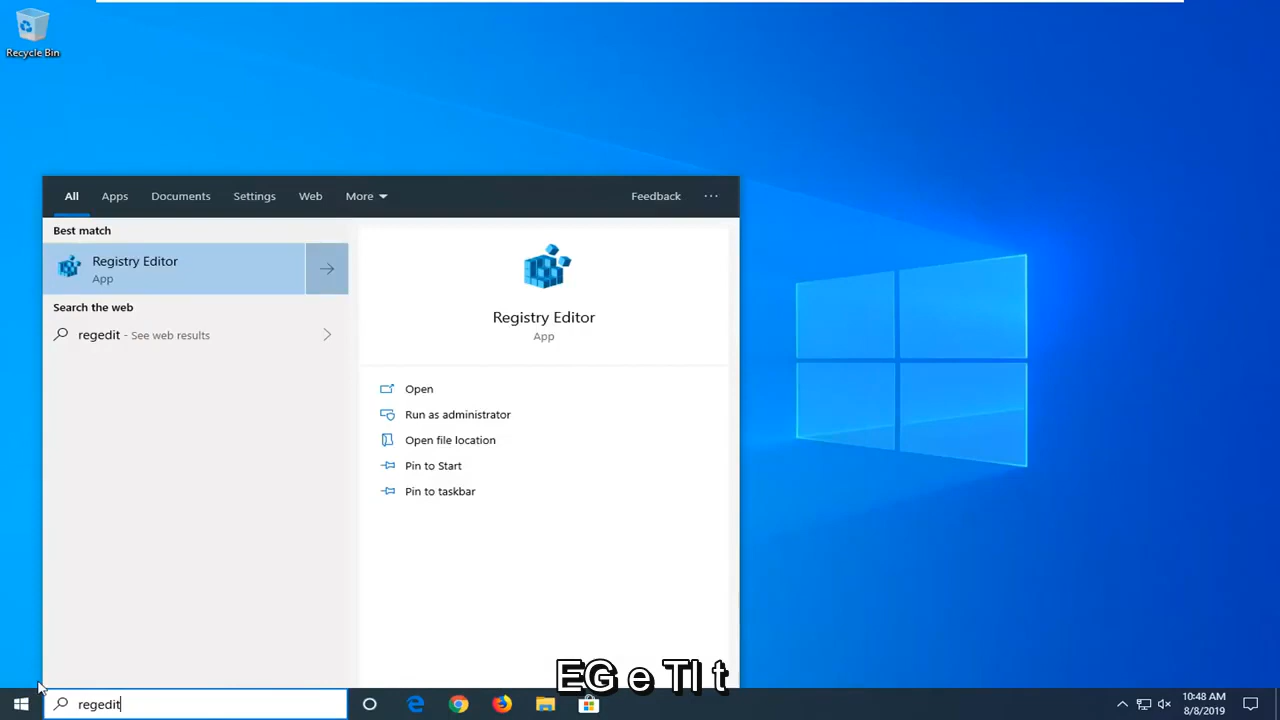 Recycle Bin
All Apps Documents Settings Web More Feedback ...
Best match
Registry Editor
App
Search the web
regedit - See web results
Registry Editor
App
Open
Run as administrator
Open file location
Pin to Start
Pin to taskbar
EG e TI t
regedit
10:48 AM
8/8/2019